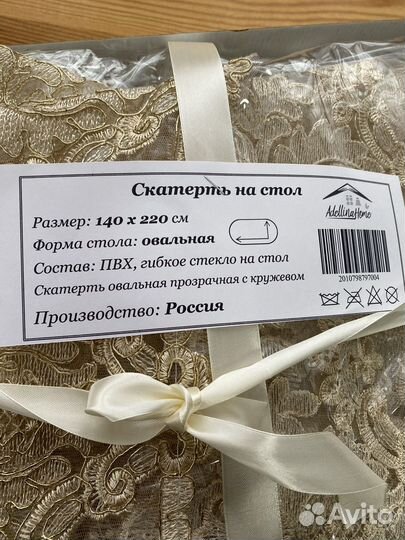 Скатерть на стол
AdellinaHome
Размер: 140 х 220 см
Форма стола: овальная
Состав: ПВХ, гибкое стекло на стол
Скатерть овальная прозрачная с кружевом
2010798797004
Производство: Россия
Avito